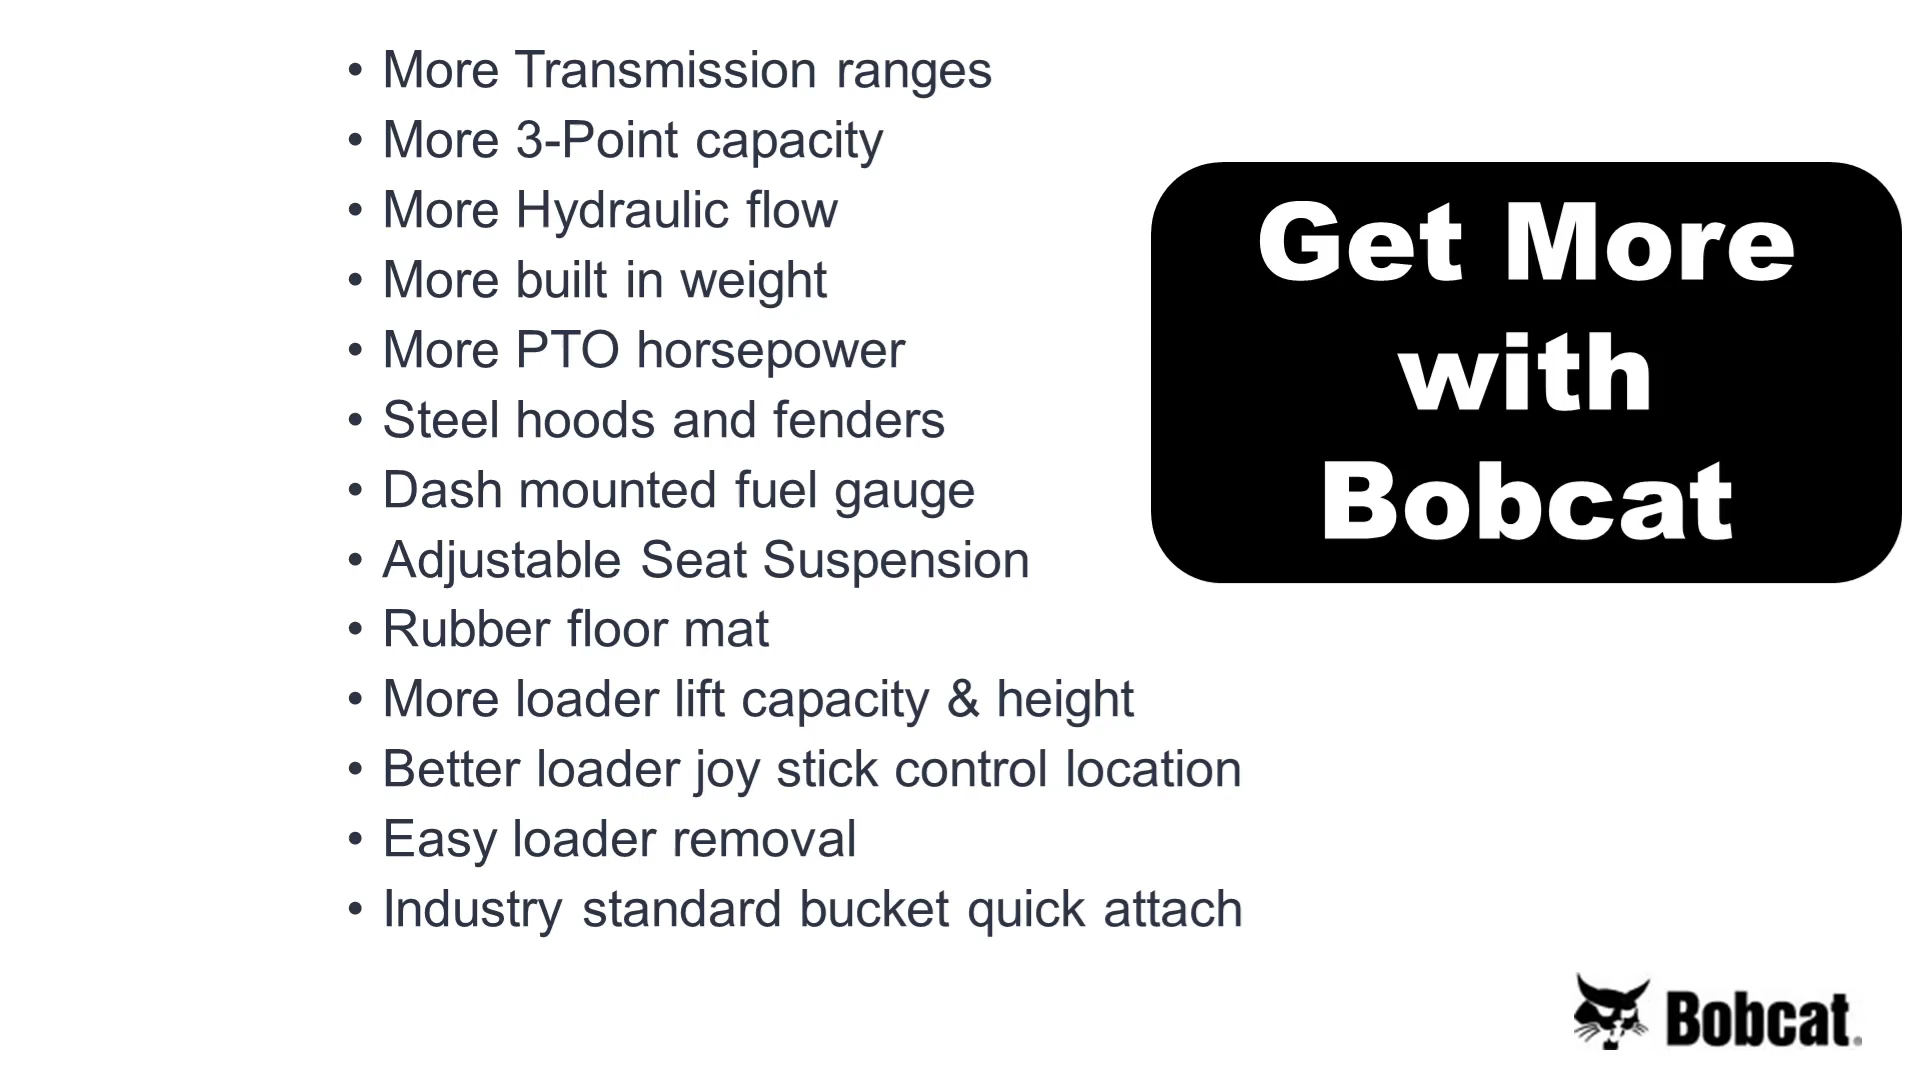 • More Transmission ranges
• More 3-Point capacity
• More Hydraulic flow
• More built in weight
• More PTO horsepower
• Steel hoods and fenders
• Dash mounted fuel gauge
• Adjustable Seat Suspension
• Rubber floor mat
• More loader lift capacity & height
• Better loader joy stick control location
• Easy loader removal
• Industry standard bucket quick attach
Get More
with
Bobcat
Bobcat®